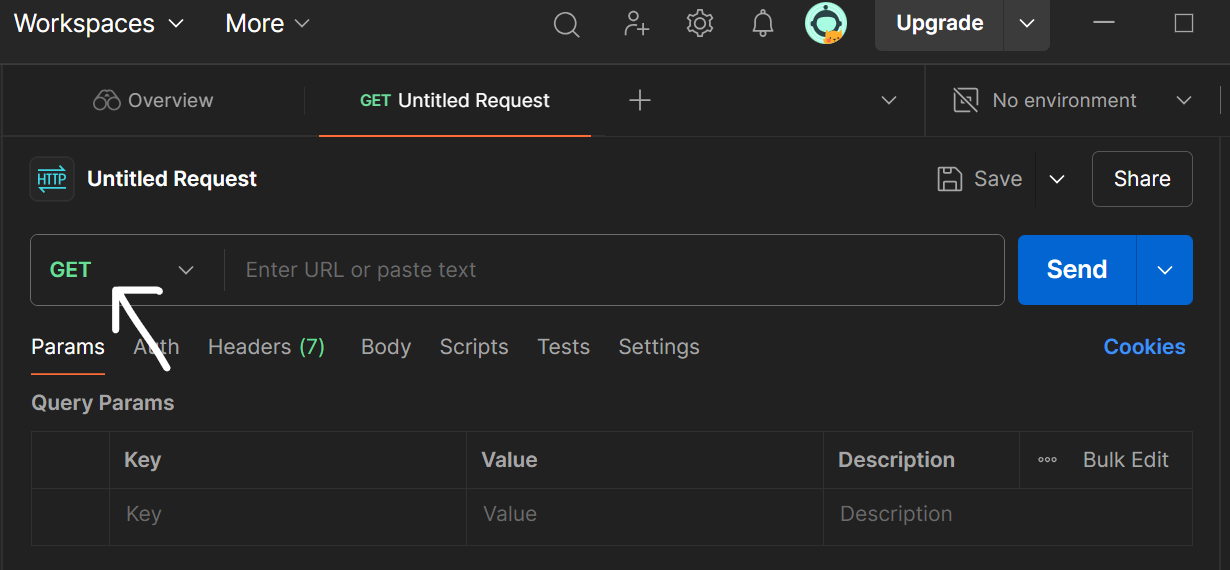 Workspaces More Upgrade
Overview GET Untitled Request No environment
HTTP Untitled Request Save Share
GET Enter URL or paste text Send
Params Auth Headers (7) Body Scripts Tests Settings Cookies
Query Params
Key Value Description Bulk Edit
Key Value Description